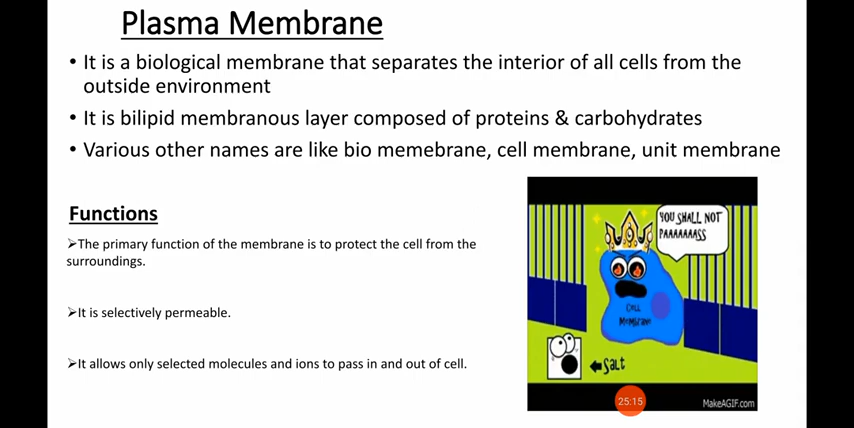 Plasma Membrane
• It is a biological membrane that separates the interior of all cells from the
outside environment
• It is bilipid membranous layer composed of proteins & carbohydrates
• Various other names are like bio memebrane, cell membrane, unit membrane
Functions
➢The primary function of the membrane is to protect the cell from the
surroundings.
➢It is selectively permeable.
➢It allows only selected molecules and ions to pass in and out of cell.
YOU SHALL NOT
PAAAAAAASS
Cell
Membrane
Salt
25:15
MakeAGIF.com